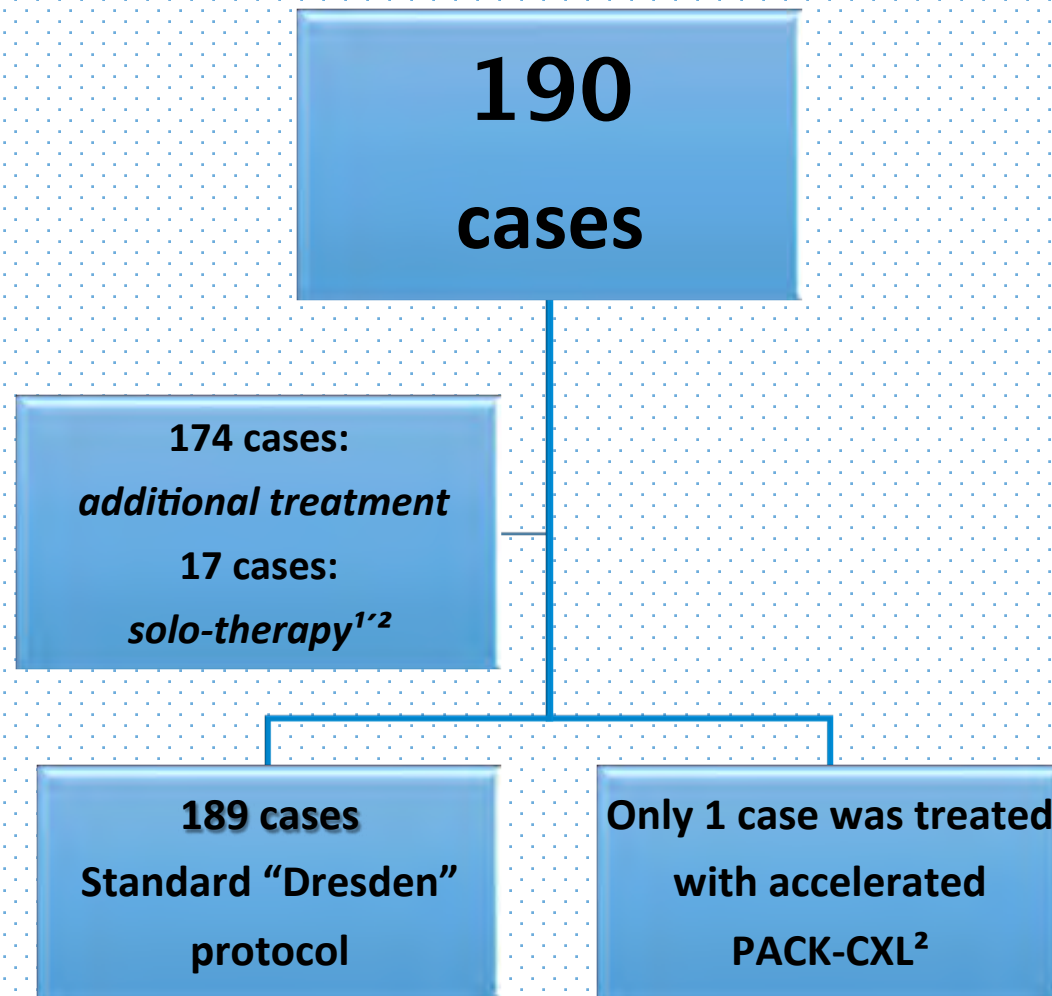 190
cases
174 cases:
additional treatment
17 cases:
solo-therapy¹´²
189 cases
Standard “Dresden”
protocol
Only 1 case was treated
with accelerated
PACK-CXL²